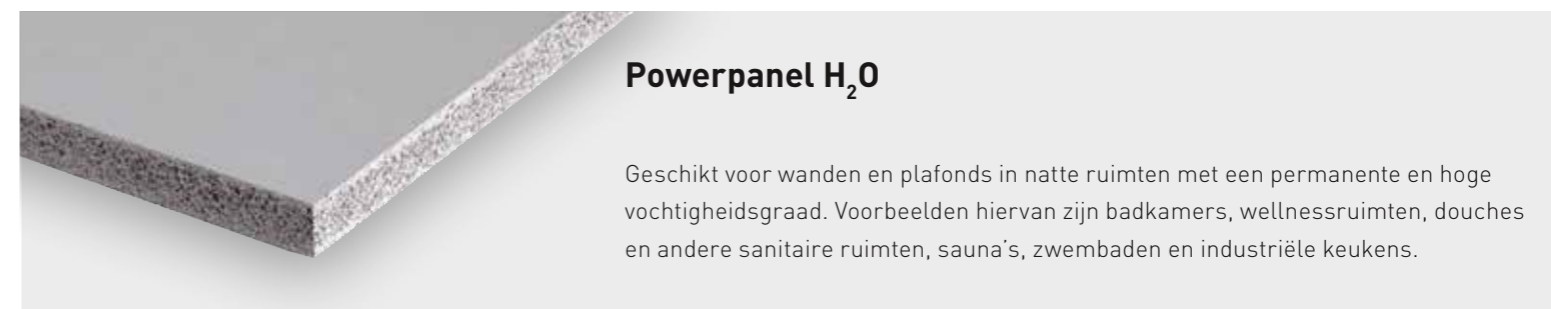 Powerpanel H₂O
Geschikt voor wanden en plafonds in natte ruimten met een permanente en hoge
vochtigheidsgraad. Voorbeelden hiervan zijn badkamers, wellnessruimten, douches
en andere sanitaire ruimten, sauna's, zwembaden en industriële keukens.